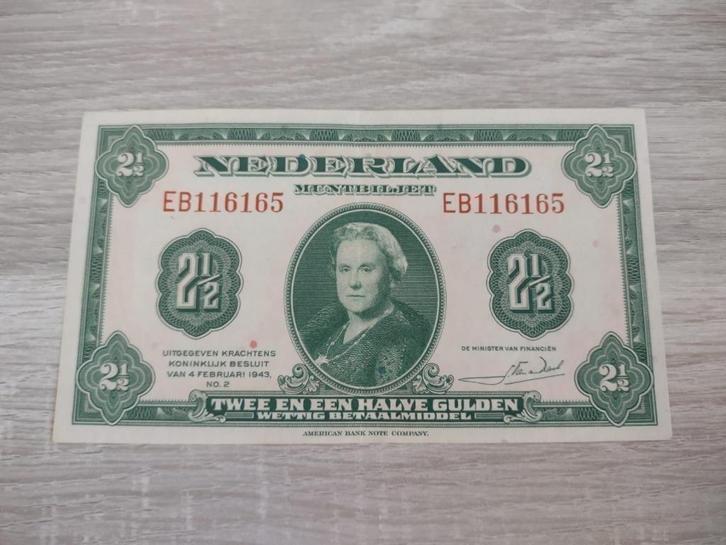 2½ 2½
NEDERLAND
MUNTBILJET
EB116165 EB116165
2½ 2½
UITGEGEVEN KRACHTENS
KONINKLIJK BESLUIT
VAN 4 FEBRUARI 1943,
NO. 2
DE MINISTER VAN FINANCIËN
2½ 2½
TWEE EN EEN HALVE GULDEN
WETTIG BETAALMIDDEL
AMERICAN BANK NOTE COMPANY.